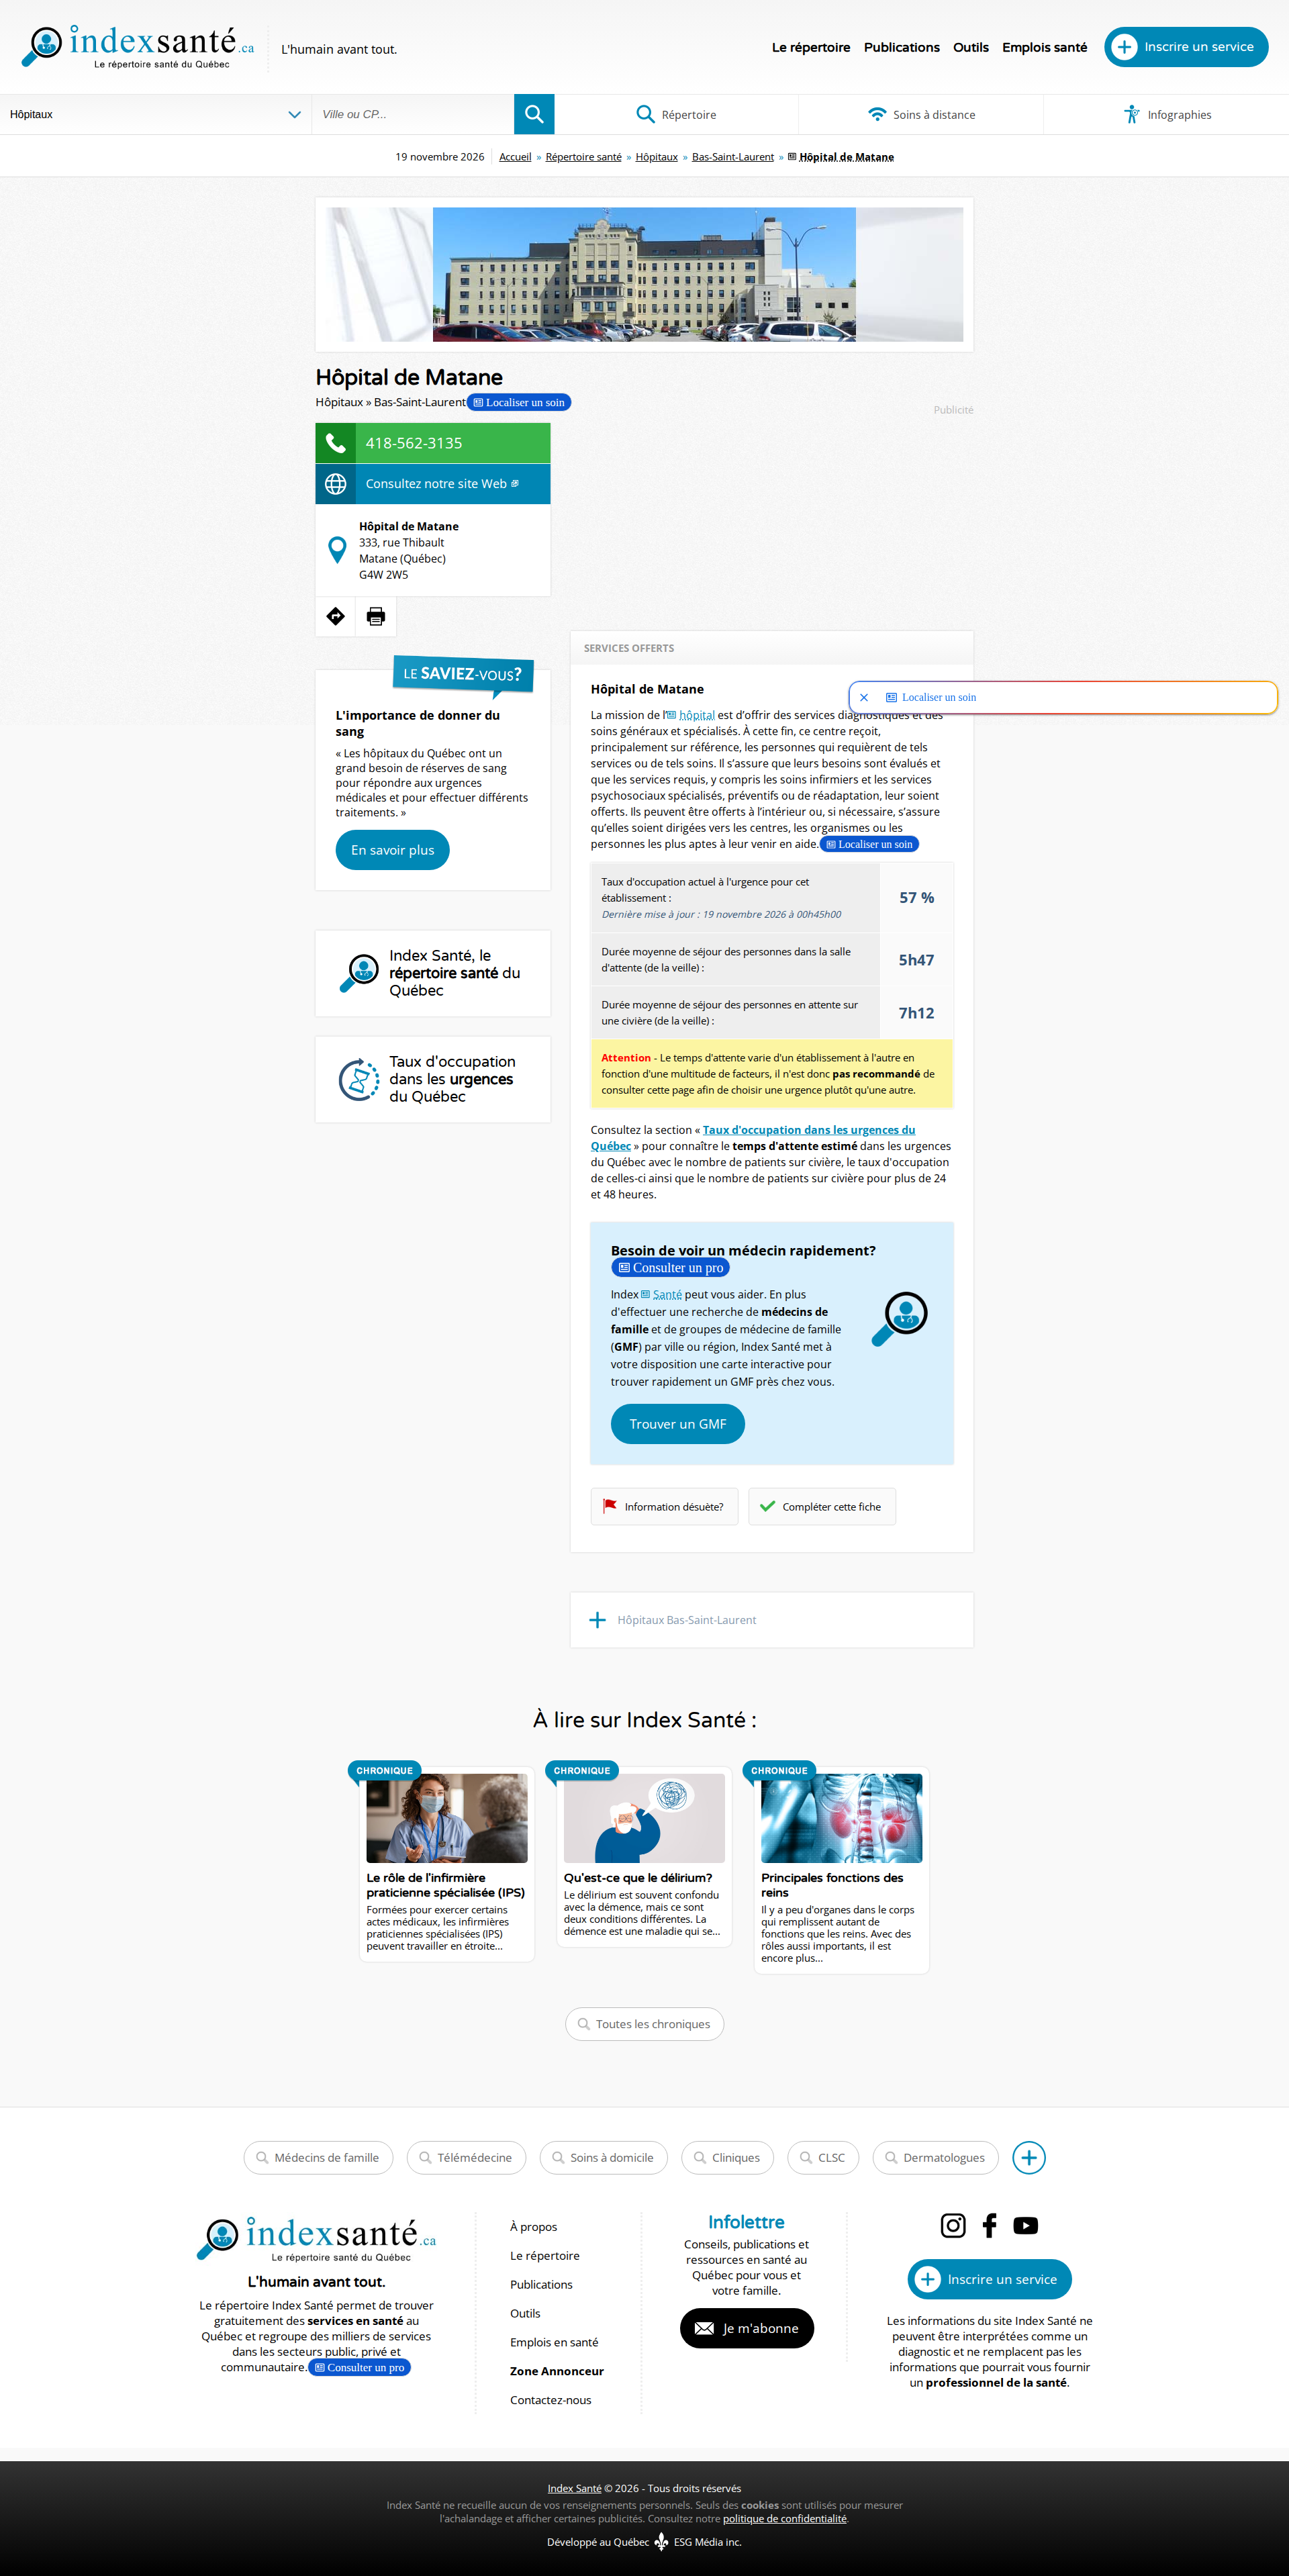 indexsanté.ca
Le répertoire santé du Québec
L'humain avant tout.
Le répertoire
Publications
Outils
Emplois santé
Inscrire un service
Hôpitaux
Ville ou CP...
Répertoire
Soins à distance
Infographies
19 novembre 2026
Accueil » Répertoire santé » Hôpitaux » Bas-Saint-Laurent » Hôpital de Matane
Hôpital de Matane
Hôpitaux » Bas-Saint-Laurent Localiser un soin
Publicité
418-562-3135
Consultez notre site Web
Hôpital de Matane
333, rue Thibault
Matane (Québec)
G4W 2W5
LE SAVIEZ-VOUS?
L'importance de donner du
sang
« Les hôpitaux du Québec ont un
grand besoin de réserves de sang
pour répondre aux urgences
médicales et pour effectuer différents
traitements. »
En savoir plus
Index Santé, le
répertoire santé du
Québec
Taux d'occupation
dans les urgences
du Québec
SERVICES OFFERTS
Hôpital de Matane
Localiser un soin
La mission de l’hôpital est d’offrir des services diagnostiques et des
soins généraux et spécialisés. À cette fin, ce centre reçoit,
principalement sur référence, les personnes qui requièrent de tels
services ou de tels soins. Il s’assure que leurs besoins sont évalués et
que les services requis, y compris les soins infirmiers et les services
psychosociaux spécialisés, préventifs ou de réadaptation, leur soient
offerts. Ils peuvent être offerts à l’intérieur ou, si nécessaire, s’assure
qu’elles soient dirigées vers les centres, les organismes ou les
personnes les plus aptes à leur venir en aide. Localiser un soin
Taux d'occupation actuel à l'urgence pour cet
établissement :
Dernière mise à jour : 19 novembre 2026 à 00h45h00
57 %
Durée moyenne de séjour des personnes dans la salle
d'attente (de la veille) :
5h47
Durée moyenne de séjour des personnes en attente sur
une civière (de la veille) :
7h12
Attention - Le temps d'attente varie d'un établissement à l'autre en
fonction d'une multitude de facteurs, il n'est donc pas recommandé de
consulter cette page afin de choisir une urgence plutôt qu'une autre.
Consultez la section « Taux d'occupation dans les urgences du
Québec » pour connaître le temps d'attente estimé dans les urgences
du Québec avec le nombre de patients sur civière, le taux d'occupation
de celles-ci ainsi que le nombre de patients sur civière pour plus de 24
et 48 heures.
Besoin de voir un médecin rapidement?
Consulter un pro
Index Santé peut vous aider. En plus
d'effectuer une recherche de médecins de
famille et de groupes de médecine de famille
(GMF) par ville ou région, Index Santé met à
votre disposition une carte interactive pour
trouver rapidement un GMF près chez vous.
Trouver un GMF
Information désuète?
Compléter cette fiche
Hôpitaux Bas-Saint-Laurent
À lire sur Index Santé :
CHRONIQUE
Le rôle de l'infirmière
praticienne spécialisée (IPS)
Formées pour exercer certains
actes médicaux, les infirmières
praticiennes spécialisées (IPS)
peuvent travailler en étroite...
CHRONIQUE
Qu'est-ce que le délirium?
Le délirium est souvent confondu
avec la démence, mais ce sont
deux conditions différentes. La
démence est une maladie qui se...
CHRONIQUE
Principales fonctions des
reins
Il y a peu d'organes dans le corps
qui remplissent autant de
fonctions que les reins. Avec des
rôles aussi importants, il est
encore plus...
Toutes les chroniques
Médecins de famille
Télémédecine
Soins à domicile
Cliniques
CLSC
Dermatologues
indexsanté.ca
Le répertoire santé du Québec
L'humain avant tout.
Le répertoire Index Santé permet de trouver
gratuitement des services en santé au
Québec et regroupe des milliers de services
dans les secteurs public, privé et
communautaire. Consulter un pro
À propos
Le répertoire
Publications
Outils
Emplois en santé
Zone Annonceur
Contactez-nous
Infolettre
Conseils, publications et
ressources en santé au
Québec pour vous et
votre famille.
Je m'abonne
Inscrire un service
Les informations du site Index Santé ne
peuvent être interprétées comme un
diagnostic et ne remplacent pas les
informations que pourrait vous fournir
un professionnel de la santé.
Index Santé © 2026 - Tous droits réservés
Index Santé ne recueille aucun de vos renseignements personnels. Seuls des cookies sont utilisés pour mesurer
l'achalandage et afficher certaines publicités. Consultez notre politique de confidentialité.
Développé au Québec ESG Média inc.